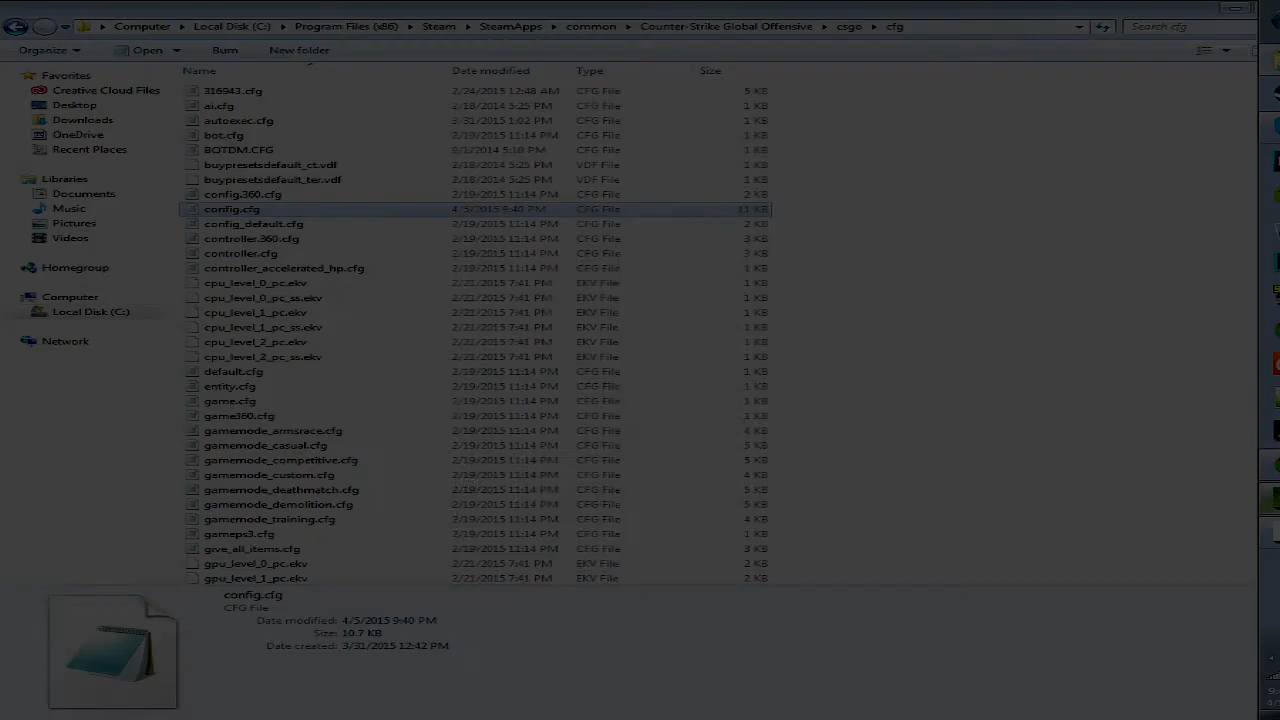 Computer Local Disk (C:) Program Files (x86) Steam SteamApps common Counter-Strike Global Offensive csgo cfg Search cfg
Organize Open Burn New folder
Name Date modified Type Size
Favorites
Creative Cloud Files
Desktop
Downloads
OneDrive
Recent Places
Libraries
Documents
Music
Pictures
Videos
Homegroup
Computer
Local Disk (C:)
Network
316943.cfg 2/24/2015 12:48 AM CFG File 5 KB
ai.cfg 2/18/2014 5:25 PM CFG File 1 KB
autoexec.cfg 3/31/2015 1:02 PM CFG File 1 KB
bot.cfg 2/19/2015 11:14 PM CFG File 1 KB
BOTDM.CFG 9/1/2014 5:10 PM CFG File 1 KB
buypresetsdefault_ct.vdf 2/18/2014 5:25 PM VDF File 1 KB
buypresetsdefault_ter.vdf 2/18/2014 5:25 PM VDF File 1 KB
config.360.cfg 2/19/2015 11:14 PM CFG File 2 KB
config.cfg 4/5/2015 9:40 PM CFG File 11 KB
config_default.cfg 2/19/2015 11:14 PM CFG File 2 KB
controller.360.cfg 2/19/2015 11:14 PM CFG File 3 KB
controller.cfg 2/19/2015 11:14 PM CFG File 3 KB
controller_accelerated_hp.cfg 2/19/2015 11:14 PM CFG File 1 KB
cpu_level_0_pc.ekv 2/21/2015 7:41 PM EKV File 1 KB
cpu_level_0_pc_ss.ekv 2/21/2015 7:41 PM EKV File 1 KB
cpu_level_1_pc.ekv 2/21/2015 7:41 PM EKV File 1 KB
cpu_level_1_pc_ss.ekv 2/21/2015 7:41 PM EKV File 1 KB
cpu_level_2_pc.ekv 2/21/2015 7:41 PM EKV File 1 KB
cpu_level_2_pc_ss.ekv 2/21/2015 7:41 PM EKV File 1 KB
default.cfg 2/19/2015 11:14 PM CFG File 1 KB
entity.cfg 2/19/2015 11:14 PM CFG File 1 KB
game.cfg 2/19/2015 11:14 PM CFG File 1 KB
game360.cfg 2/19/2015 11:14 PM CFG File 1 KB
gamemode_armsrace.cfg 2/19/2015 11:14 PM CFG File 4 KB
gamemode_casual.cfg 2/19/2015 11:14 PM CFG File 5 KB
gamemode_competitive.cfg 2/19/2015 11:14 PM CFG File 5 KB
gamemode_custom.cfg 2/19/2015 11:14 PM CFG File 4 KB
gamemode_deathmatch.cfg 2/19/2015 11:14 PM CFG File 5 KB
gamemode_demolition.cfg 2/19/2015 11:14 PM CFG File 5 KB
gamemode_training.cfg 2/19/2015 11:14 PM CFG File 4 KB
gameps3.cfg 2/19/2015 11:14 PM CFG File 1 KB
give_all_items.cfg 2/19/2015 11:14 PM CFG File 3 KB
gpu_level_0_pc.ekv 2/21/2015 7:41 PM EKV File 2 KB
gpu_level_1_pc.ekv 2/21/2015 7:41 PM EKV File 2 KB
config.cfg
CFG File
Date modified: 4/5/2015 9:40 PM
Size: 10.7 KB
Date created: 3/31/2015 12:42 PM